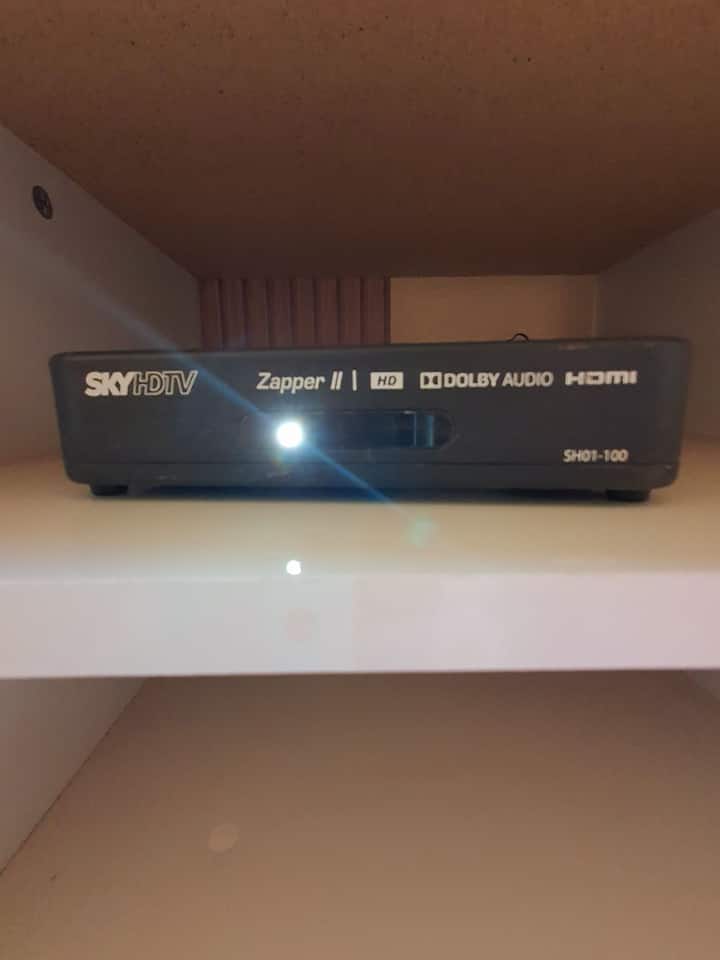 SKYHDTV Zapper II | HD DOLBY AUDIO HDMI
SH01-100